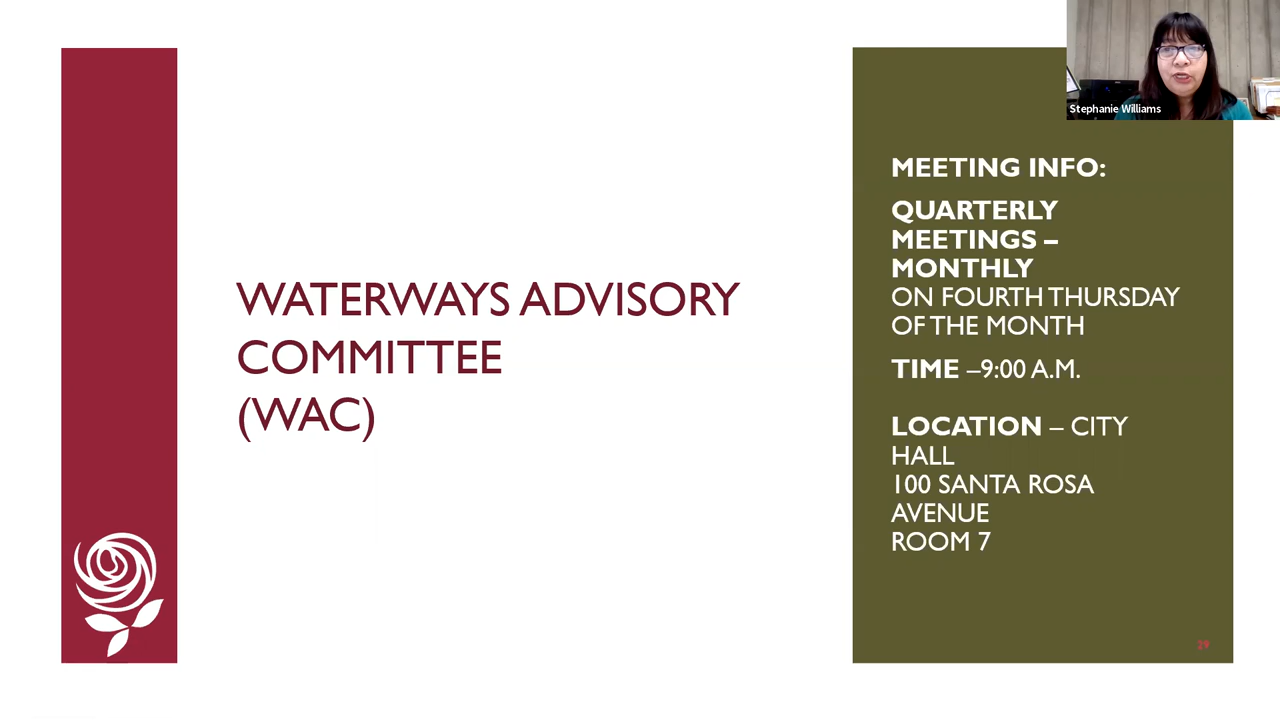 Stephanie Williams
WATERWAYS ADVISORY
COMMITTEE
(WAC)
MEETING INFO:
QUARTERLY
MEETINGS –
MONTHLY
ON FOURTH THURSDAY
OF THE MONTH
TIME –9:00 A.M.
LOCATION – CITY
HALL
100 SANTA ROSA
AVENUE
ROOM 7
29